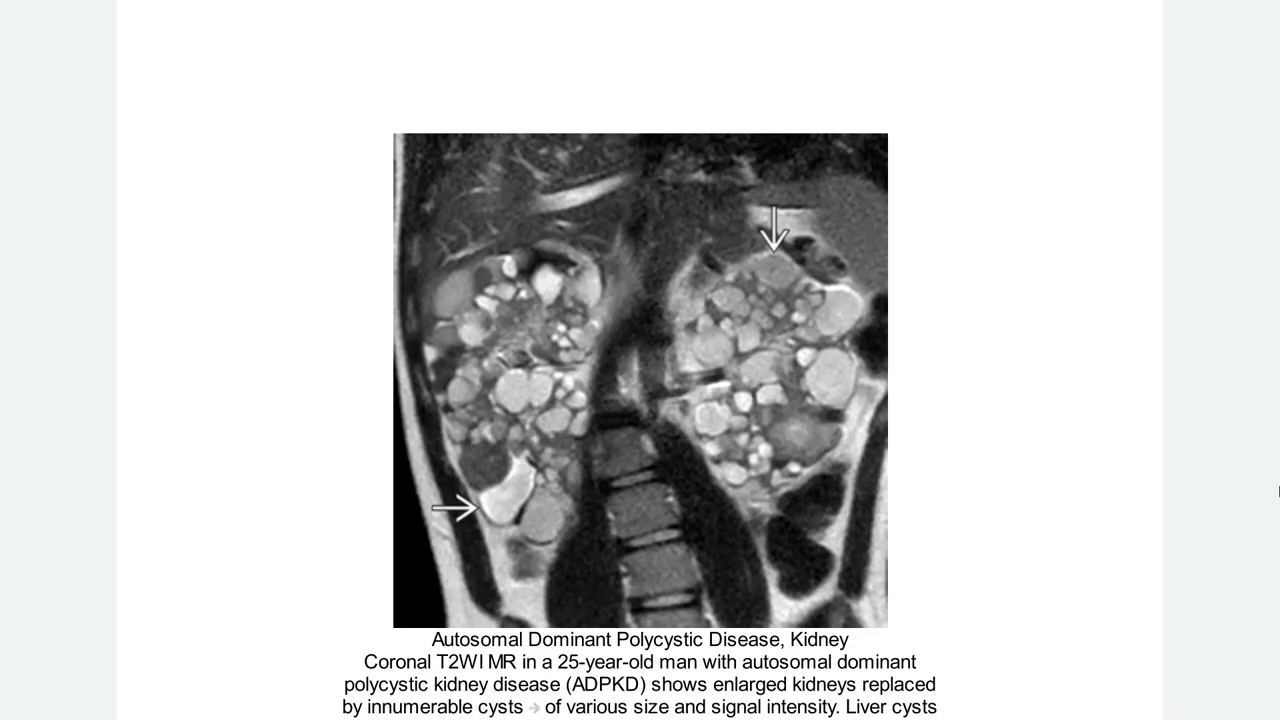 Autosomal Dominant Polycystic Disease, Kidney
Coronal T2WI MR in a 25-year-old man with autosomal dominant
polycystic kidney disease (ADPKD) shows enlarged kidneys replaced
by innumerable cysts ➔ of various size and signal intensity. Liver cysts